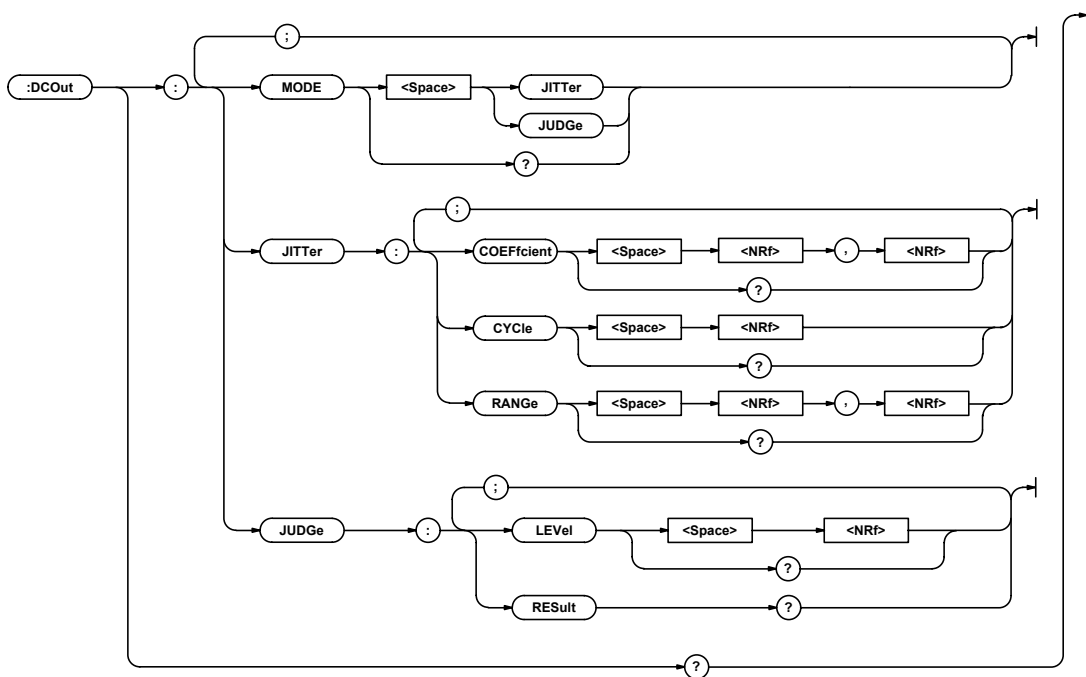 ;
:DCOut : MODE <Space> JITTer
JUDGe
?
;
JITTer : COEFfcient <Space> <NRf> , <NRf>
?
CYCle <Space> <NRf>
?
RANGe <Space> <NRf> , <NRf>
?
;
JUDGe : LEVel <Space> <NRf>
?
RESult ?
?